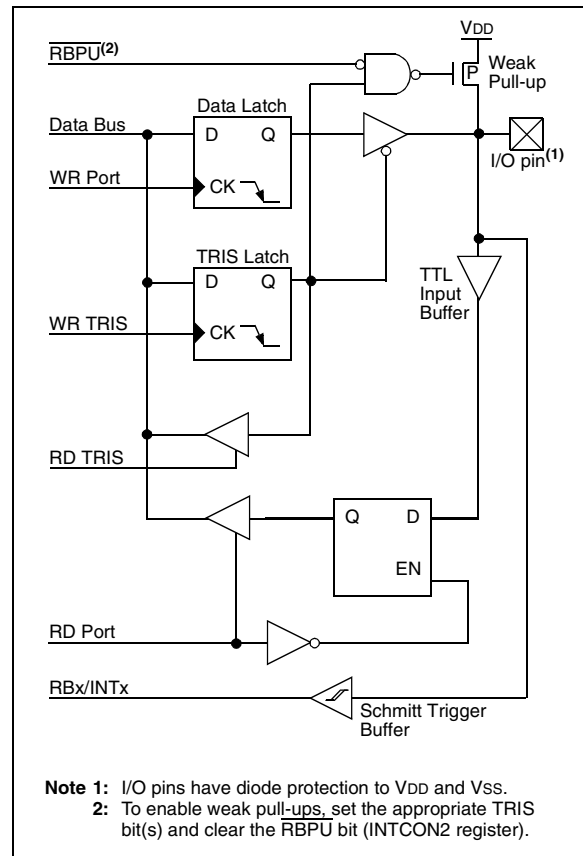 VDD
RBPU(2)
P
Weak
Pull-up
Data Bus
Data Latch
D Q
I/O pin(1)
WR Port
CK
TRIS Latch
D Q
TTL
Input
Buffer
WR TRIS
CK
RD TRIS
Q D
EN
RD Port
RBx/INTx
Schmitt Trigger
Buffer
Note 1: I/O pins have diode protection to VDD and VSS.
2: To enable weak pull-ups, set the appropriate TRIS
bit(s) and clear the RBPU bit (INTCON2 register).